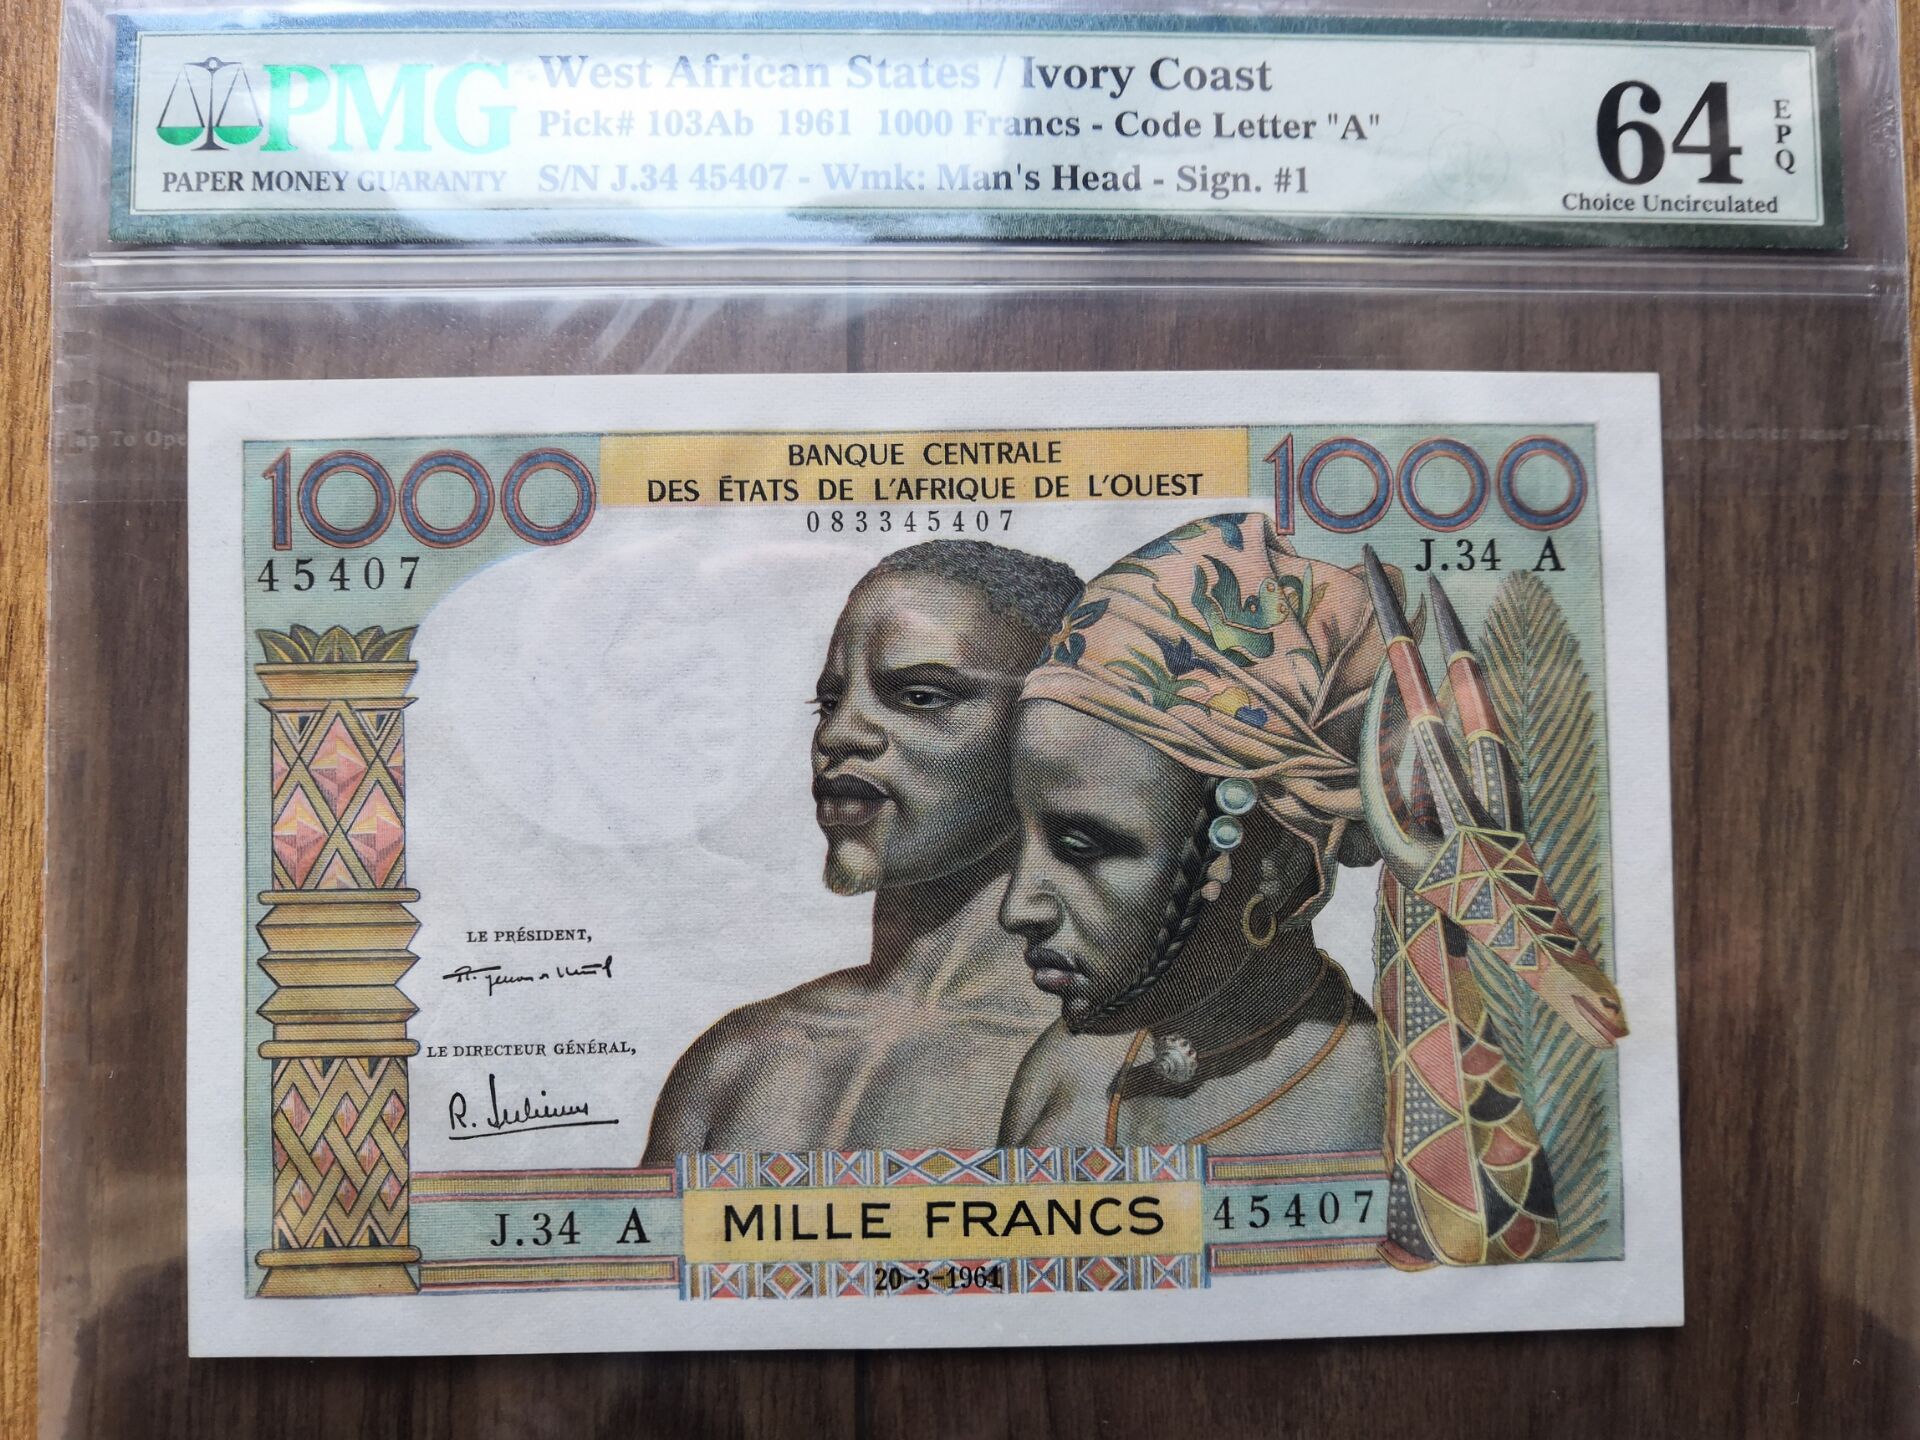 PMG
PAPER MONEY GUARANTY
West African States / Ivory Coast
Pick# 103Ab 1961 1000 Francs - Code Letter "A"
S/N J.34 45407 - Wmk: Man's Head - Sign. #1
64 EPQ
Choice Uncirculated
1000
BANQUE CENTRALE
DES ÉTATS DE L'AFRIQUE DE L'OUEST
1000
083345407
45407
J.34 A
LE PRÉSIDENT,
LE DIRECTEUR GÉNÉRAL,
J.34 A
MILLE FRANCS
45407
20-3-1961